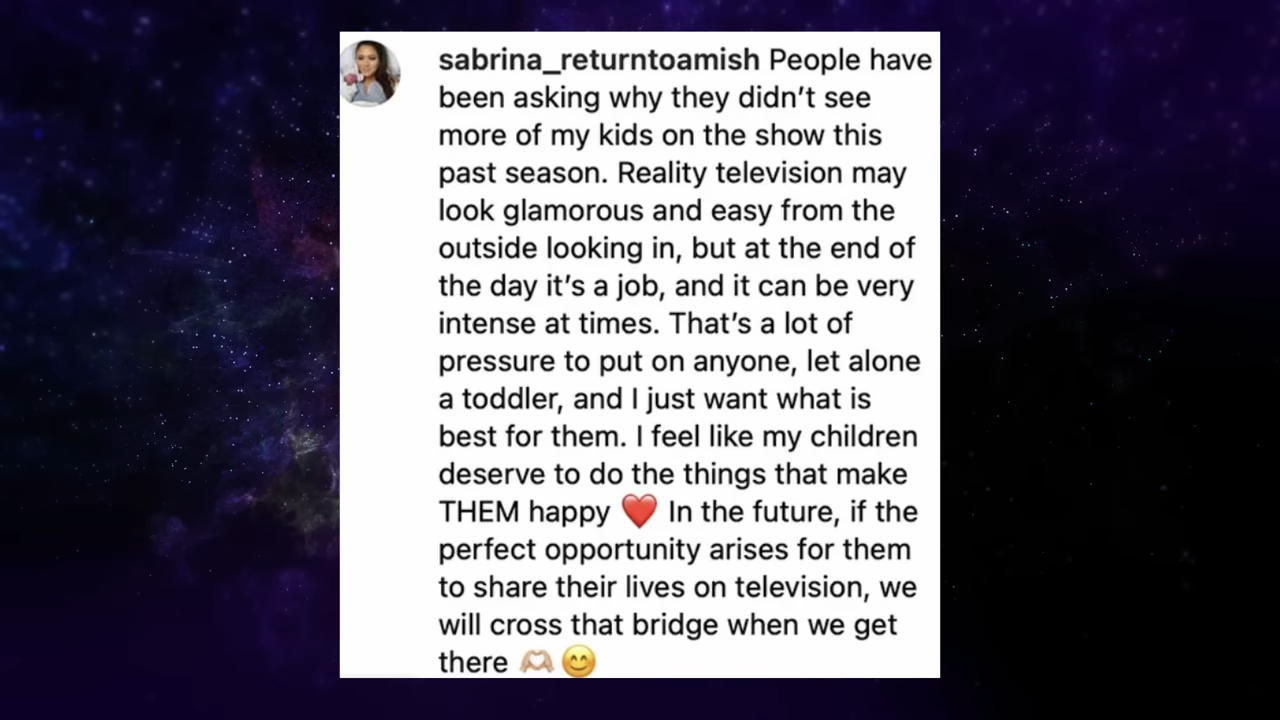 sabrina_returntoamish People have
been asking why they didn’t see
more of my kids on the show this
past season. Reality television may
look glamorous and easy from the
outside looking in, but at the end of
the day it’s a job, and it can be very
intense at times. That’s a lot of
pressure to put on anyone, let alone
a toddler, and I just want what is
best for them. I feel like my children
deserve to do the things that make
THEM happy ❤️ In the future, if the
perfect opportunity arises for them
to share their lives on television, we
will cross that bridge when we get
there 🫶🏼 😊